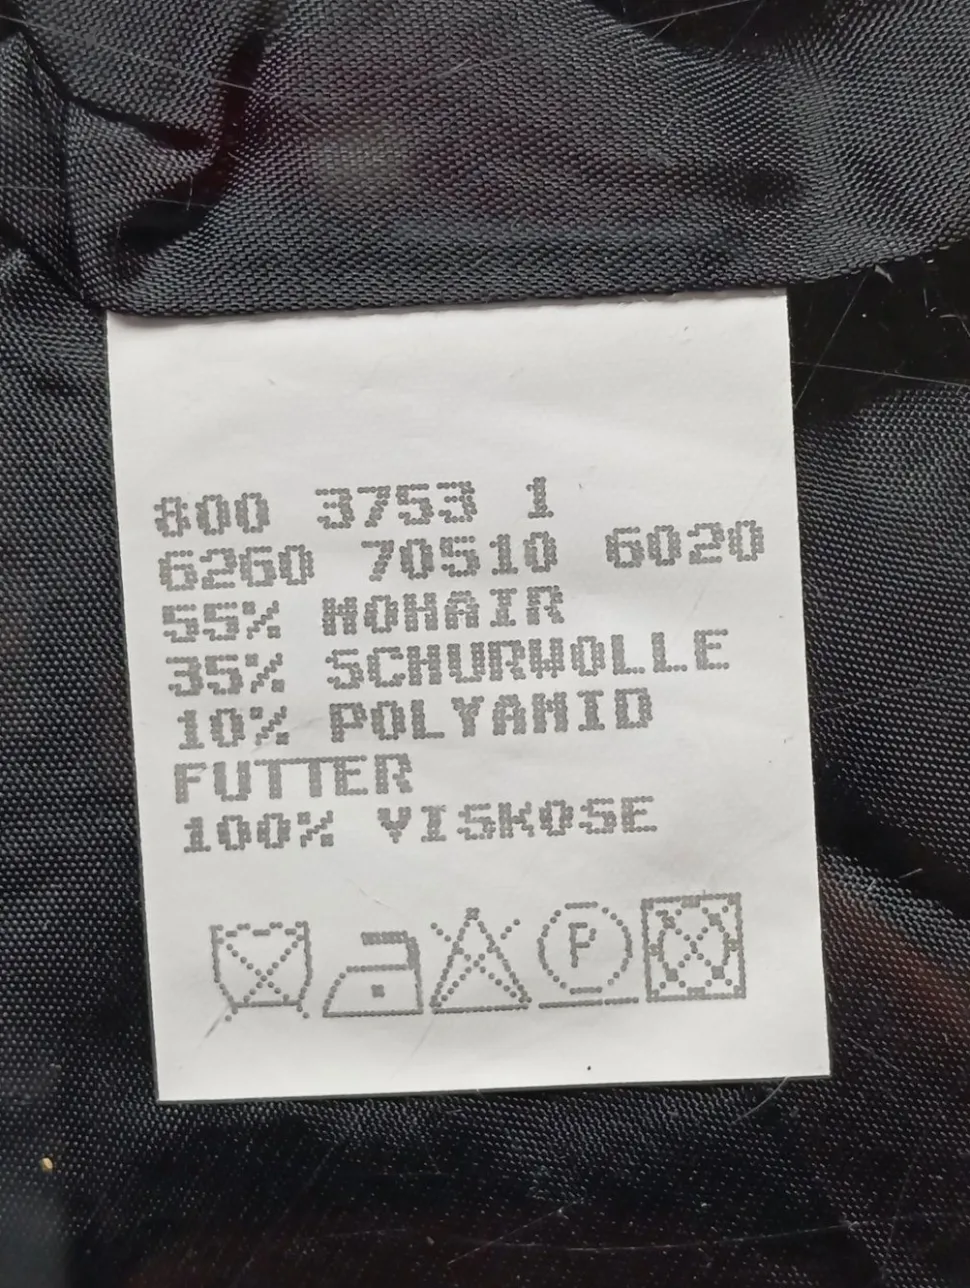 800 3753 1
6260 70510 6020
55% MOHAIR
35% SCHURWOLLE
10% POLYAMID
FUTTER
100% VISKOSE
P